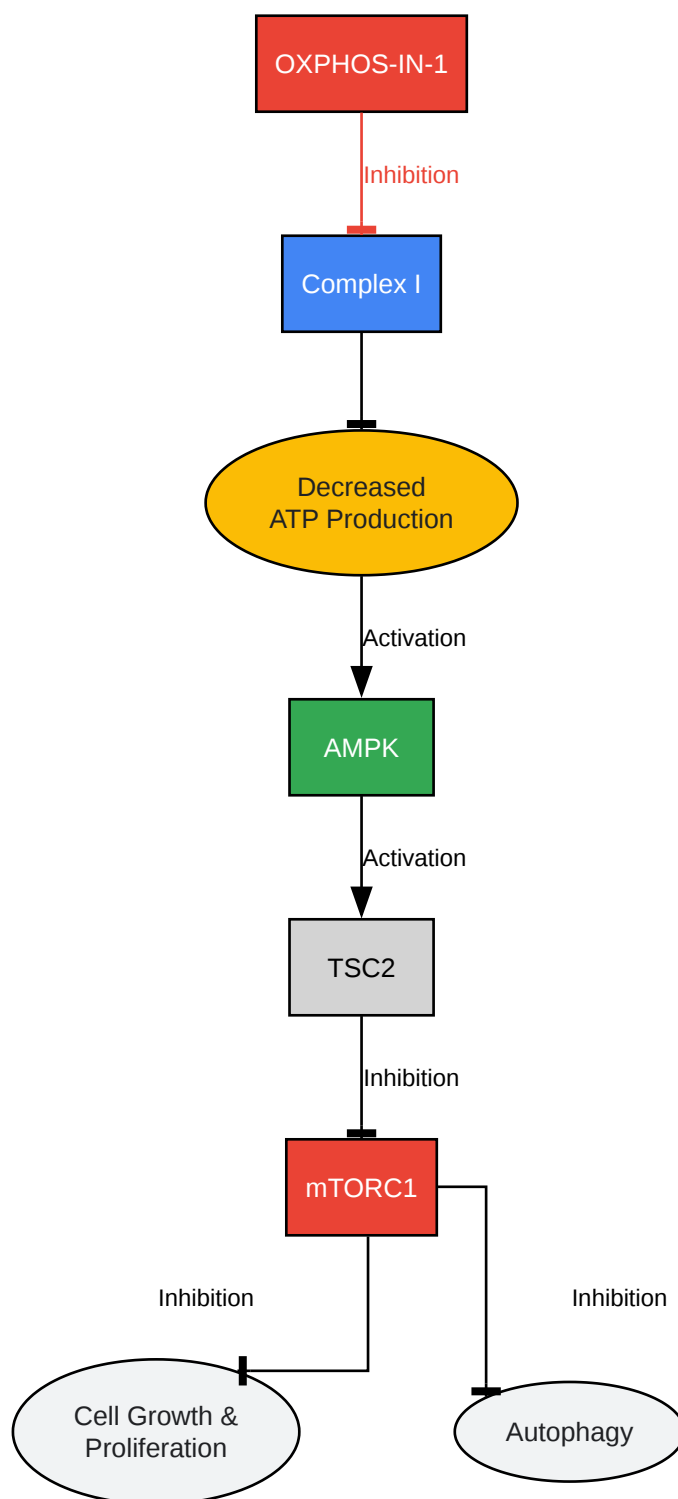 OXPHOS-IN-1
Inhibition
Complex I
Decreased
ATP Production
Activation
AMPK
Activation
TSC2
Inhibition
mTORC1
Inhibition
Inhibition
Cell Growth &
Proliferation
Autophagy